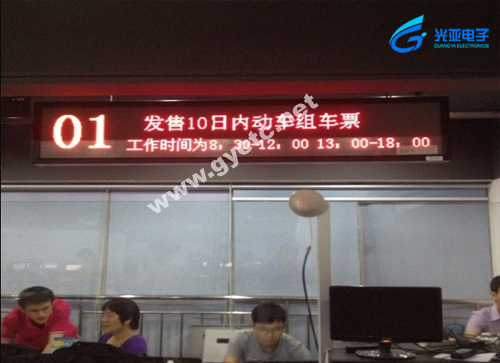 光亚电子
GUANGYA ELECTRONICS
01
发售10日内动车组车票
工作时间为8：30-12：00 13：00-18：00
www.gyetc.net